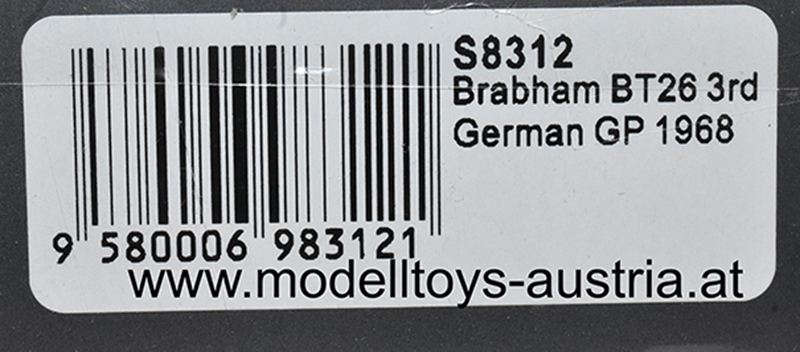 S8312
Brabham BT26 3rd
German GP 1968
9 580006 983121
www.modelltoys-austria.at